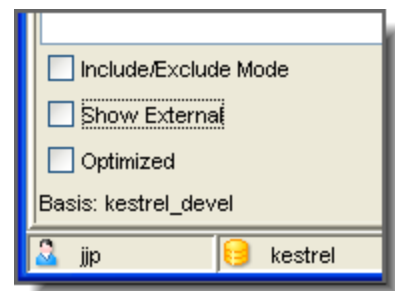 Include/Exclude Mode
Show External
Optimized
Basis: kestrel_devel
jjp kestrel